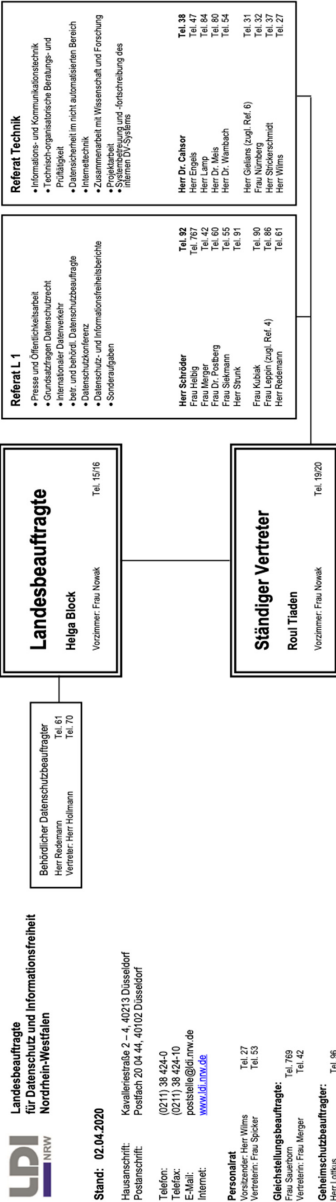 LDI
NRW
Landesbeauftragte
für Datenschutz und Informationsfreiheit
Nordrhein-Westfalen
Stand: 02.04.2020
Hausanschrift: Kavalleriestraße 2 – 4, 40213 Düsseldorf
Postanschrift: Postfach 20 04 44, 40102 Düsseldorf
Telefon: (0211) 38 424-0
Telefax: (0211) 38 424-10
E-Mail: poststelle@ldi.nrw.de
Internet: www.ldi.nrw.de
Personalrat
Vorsitzender: Herr Wilms Tel. 27
Vertreterin: Frau Spicker Tel. 53
Gleichstellungsbeauftragte:
Frau Sauerborn Tel. 769
Vertreterin: Frau Merger Tel. 42
Geheimschutzbeauftragter:
Tel. 96
Behördlicher Datenschutzbeauftragter
Herr Redemann Tel. 61
Vertreter: Herr Hollmann Tel. 70
Landesbeauftragte
Helga Block
Vorzimmer: Frau Nowak Tel. 15/16
Ständiger Vertreter
Roul Tiaden
Vorzimmer: Frau Nowak Tel. 19/20
Referat L 1
• Presse und Öffentlichkeitsarbeit
• Grundsatzfragen Datenschutzrecht
• Internationaler Datenverkehr
• betr. und behördl. Datenschutzbeauftragte
• Datenschutzkonferenz
• Datenschutz- und Informationsfreiheitsberichte
• Sonderaufgaben
Herr Schröder Tel. 92
Frau Helbig Tel. 767
Frau Merger Tel. 42
Frau Dr. Postberg Tel. 60
Frau Siekmann Tel. 55
Herr Strunk Tel. 91
Frau Kubiak Tel. 90
Frau Leppin (zugl. Ref. 4) Tel. 86
Herr Redemann Tel. 61
Referat Technik
• Informations- und Kommunikationstechnik
• Technisch-organisatorische Beratungs- und
Prüftätigkeit
• Datensicherheit im nicht automatisierten Bereich
• Internettechnik
• Zusammenarbeit mit Wissenschaft und Forschung
• Projektarbeit
• Systembetreuung und -fortschreibung des
internen DV-Systems
Herr Dr. Cahsor Tel. 38
Herr Engels Tel. 47
Herr Lamp Tel. 84
Herr Dr. Meis Tel. 80
Herr Dr. Wambach Tel. 54
Herr Gielians (zugl. Ref. 6) Tel. 31
Frau Nürnberg Tel. 32
Herr Strickerschmidt Tel. 37
Herr Wilms Tel. 27